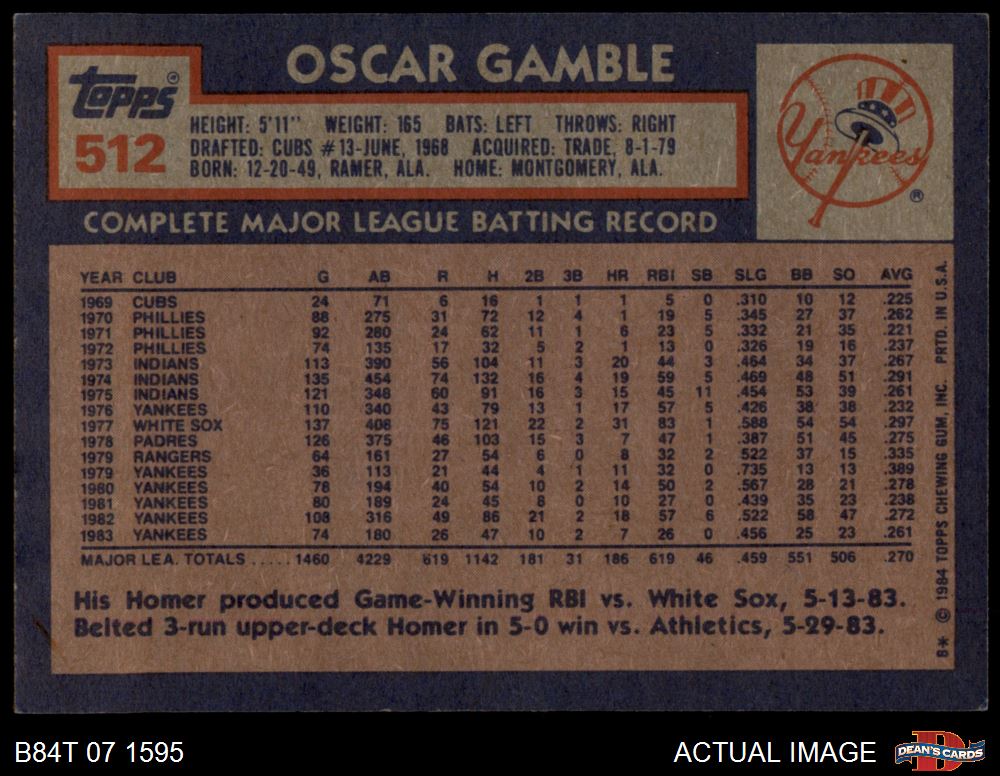 OSCAR GAMBLE
Topps®
512
HEIGHT: 5'11" WEIGHT: 165 BATS: LEFT THROWS: RIGHT
DRAFTED: CUBS #13-JUNE, 1968 ACQUIRED: TRADE, 8-1-79
BORN: 12-20-49, RAMER, ALA. HOME: MONTGOMERY, ALA.
Yankees®
COMPLETE MAJOR LEAGUE BATTING RECORD
YEAR CLUB G AB R H 2B 3B HR RBI SB SLG BB SO AVG
1969 CUBS 24 71 6 16 1 1 1 5 0 .310 10 12 .225
1970 PHILLIES 88 275 31 72 12 4 1 19 5 .345 27 37 .262
1971 PHILLIES 92 280 24 62 11 1 6 23 5 .332 21 35 .221
1972 PHILLIES 74 135 17 32 5 2 1 13 0 .326 19 16 .237
1973 INDIANS 113 390 56 104 11 3 20 44 3 .464 34 37 .267
1974 INDIANS 135 454 74 132 16 4 19 59 5 .469 48 51 .291
1975 INDIANS 121 348 60 91 16 3 15 45 11 .454 53 39 .261
1976 YANKEES 110 340 43 79 13 1 17 57 5 .426 38 38 .232
1977 WHITE SOX 137 408 75 121 22 2 31 83 1 .588 54 54 .297
1978 PADRES 126 375 46 103 15 3 7 47 1 .387 51 45 .275
1979 RANGERS 64 161 27 54 6 0 8 32 2 .522 37 15 .335
1979 YANKEES 36 113 21 44 4 1 11 32 0 .735 13 13 .389
1980 YANKEES 78 194 40 54 10 2 14 50 2 .567 28 21 .278
1981 YANKEES 80 189 24 45 8 0 10 27 0 .439 35 23 .238
1982 YANKEES 108 316 49 86 21 2 18 57 6 .522 58 47 .272
1983 YANKEES 74 180 26 47 10 2 7 26 0 .456 25 23 .261
MAJOR LEA. TOTALS ..... 1460 4229 619 1142 181 31 186 619 46 .459 551 506 .270
His Homer produced Game-Winning RBI vs. White Sox, 5-13-83.
Belted 3-run upper-deck Homer in 5-0 win vs. Athletics, 5-29-83.
8* © 1984 TOPPS CHEWING GUM, INC. PRTD. IN U.S.A.
B84T 07 1595
ACTUAL IMAGE
DEAN'S CARDS